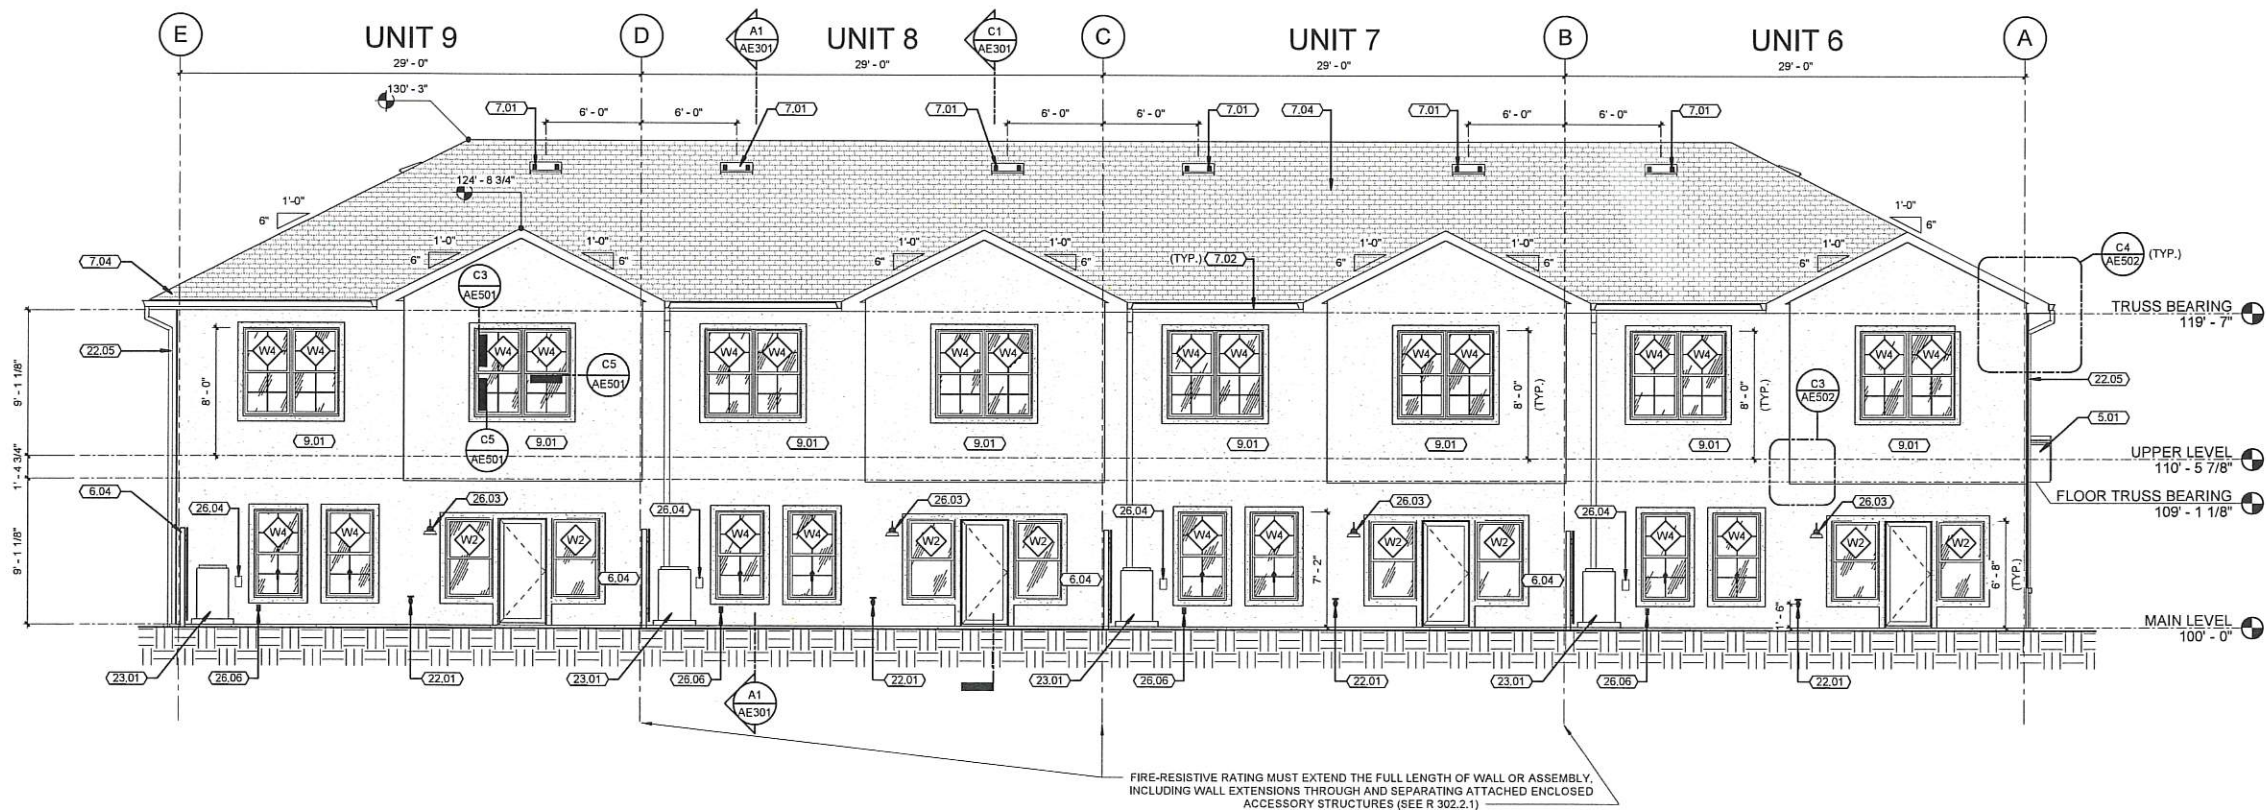 E UNIT 9 D A1 UNIT 8 C1 C UNIT 7 B UNIT 6 A
AE301 AE301
29' - 0" 29' - 0" 29' - 0" 29' - 0"
130' - 3"
7.01 6' - 0" 6' - 0" 7.01 7.01 6' - 0" 6' - 0" 7.01 7.04 7.01 6' - 0" 6' - 0" 7.01
124' - 8 3/4"
1'-0" 1'-0"
6" 6"
1'-0" 1'-0" 1'-0" 1'-0" 1'-0" 1'-0" 1'-0"
6" 6" 6" 6" 6" 6" 6"
C4
AE502 (TYP.)
7.04 (TYP.) 7.02
C3
AE501
TRUSS BEARING
119' - 7"
22.05
W4 W4 W4 W4 W4 W4 W4 W4 W4 W4 W4 W4 W4 W4 W4 W4
9' - 1 1/8" 8' - 0" 8' - 0" (TYP.) 8' - 0" (TYP.)
C5
AE501
C3
AE502
22.05
5.01
9.01 9.01 9.01 9.01 9.01 9.01 9.01 9.01
C5
AE501
1' - 4 3/4"
UPPER LEVEL
110' - 5 7/8"
6.04
FLOOR TRUSS BEARING
109' - 1 1/8"
26.04 26.03 26.04 26.03 26.04 26.03 26.04 26.03
W4 W4 W2 W2 W4 W4 W2 W2 W4 W4 W2 W2 W4 W4 W2 W2
9' - 1 1/8" 6.04 6.04 7' - 2" 6.04 6' - 8" (TYP.)
MAIN LEVEL
100' - 0"
23.01 26.06 22.01 23.01 26.06 22.01 23.01 26.06 22.01 23.01 26.06 22.01
A1
AE301
FIRE-RESISTIVE RATING MUST EXTEND THE FULL LENGTH OF WALL OR ASSEMBLY,
INCLUDING WALL EXTENSIONS THROUGH AND SEPARATING ATTACHED ENCLOSED
ACCESSORY STRUCTURES (SEE R 302.2.1)